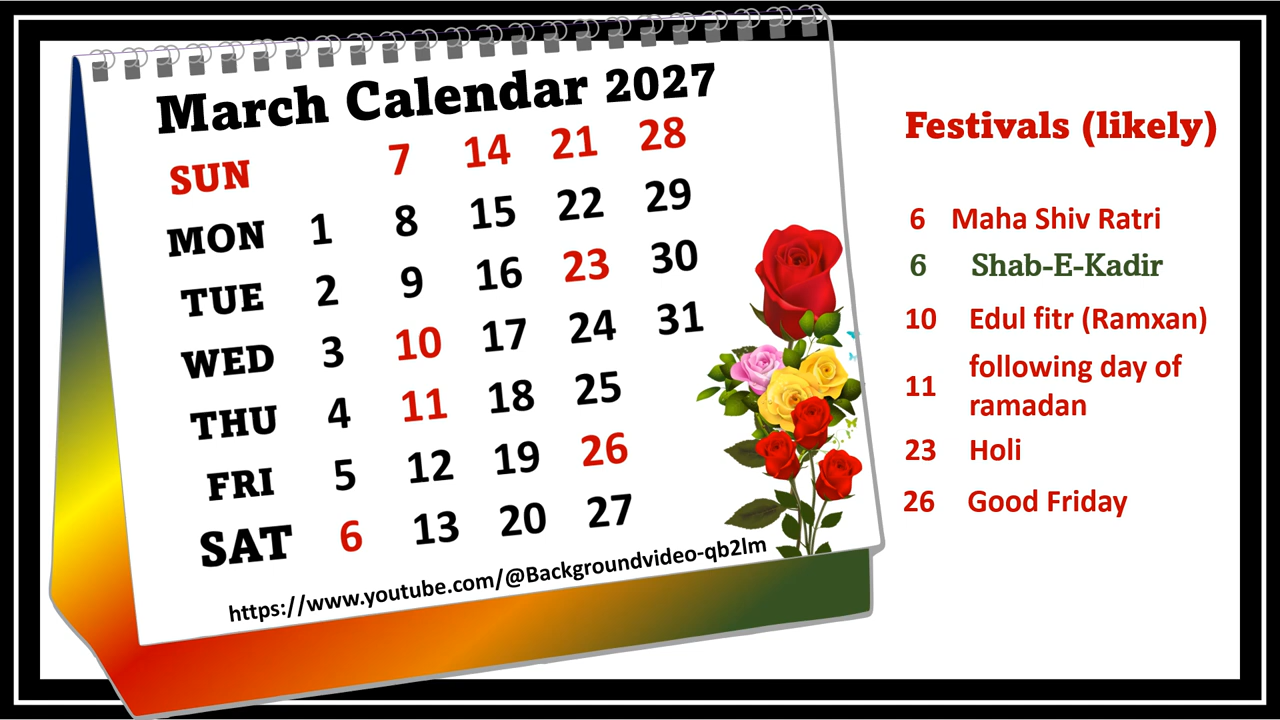 March Calendar 2027
SUN 7 14 21 28
MON 1 8 15 22 29
TUE 2 9 16 23 30
WED 3 10 17 24 31
THU 4 11 18 25
FRI 5 12 19 26
SAT 6 13 20 27
https://www.youtube.com/@Backgroundvideo-qb2lm
Festivals (likely)
6 Maha Shiv Ratri
6 Shab-E-Kadir
10 Edul fitr (Ramxan)
11 following day of
ramadan
23 Holi
26 Good Friday